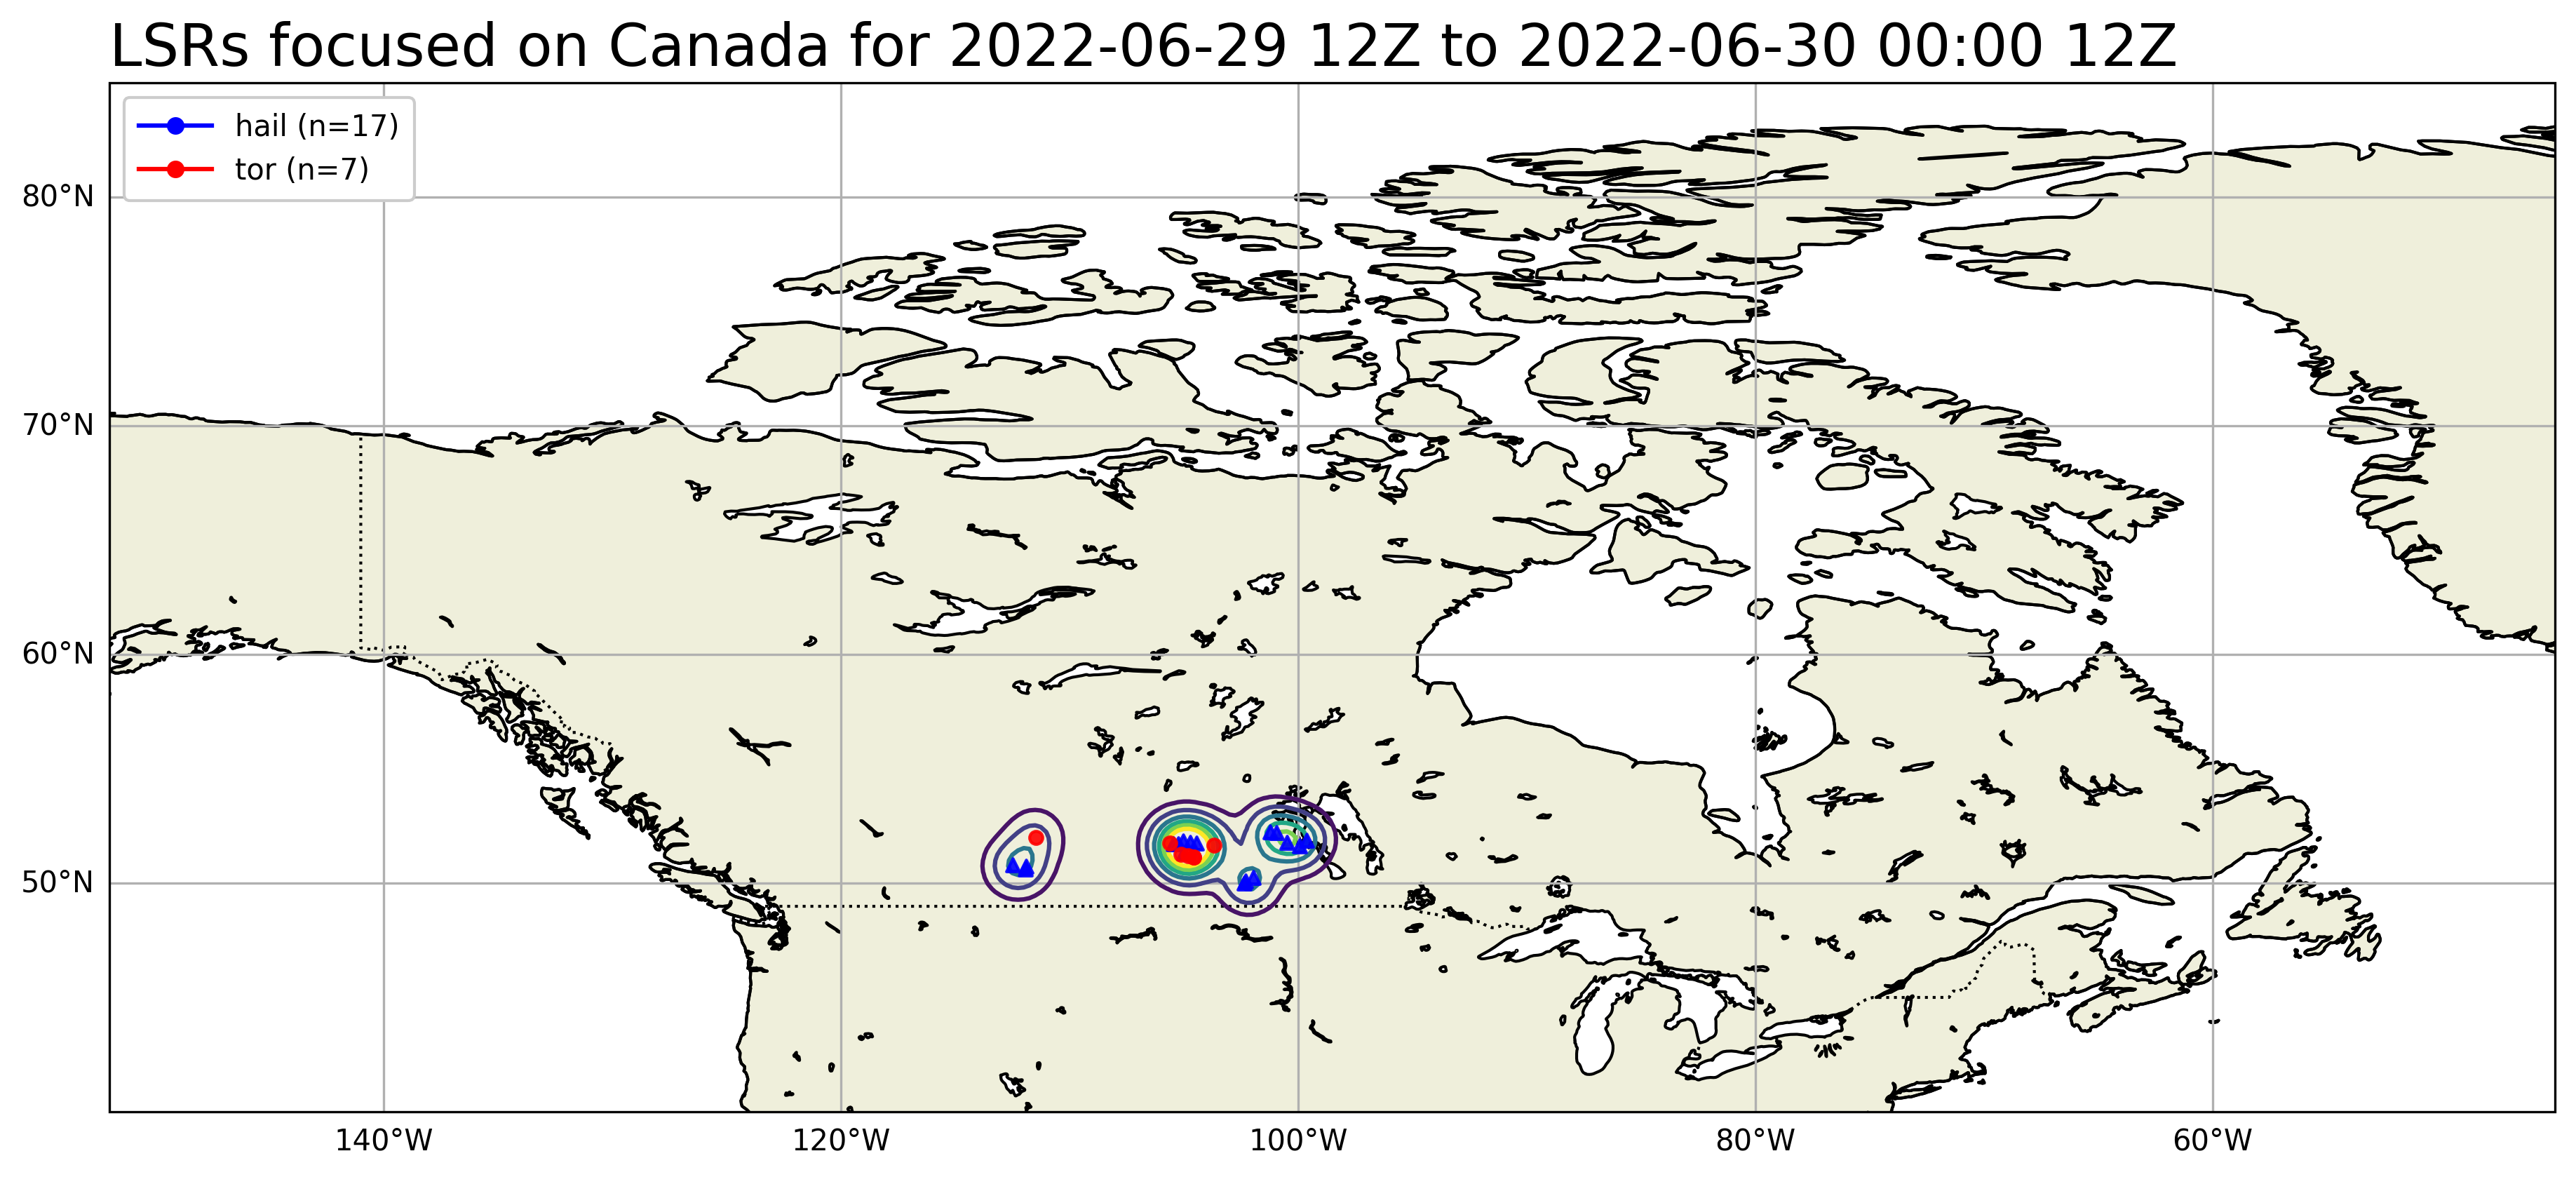 LSRs focused on Canada for 2022-06-29 12Z to 2022-06-30 00:00 12Z
hail (n=17)
tor (n=7)
80°N
70°N
60°N
50°N
140°W
120°W
100°W
80°W
60°W